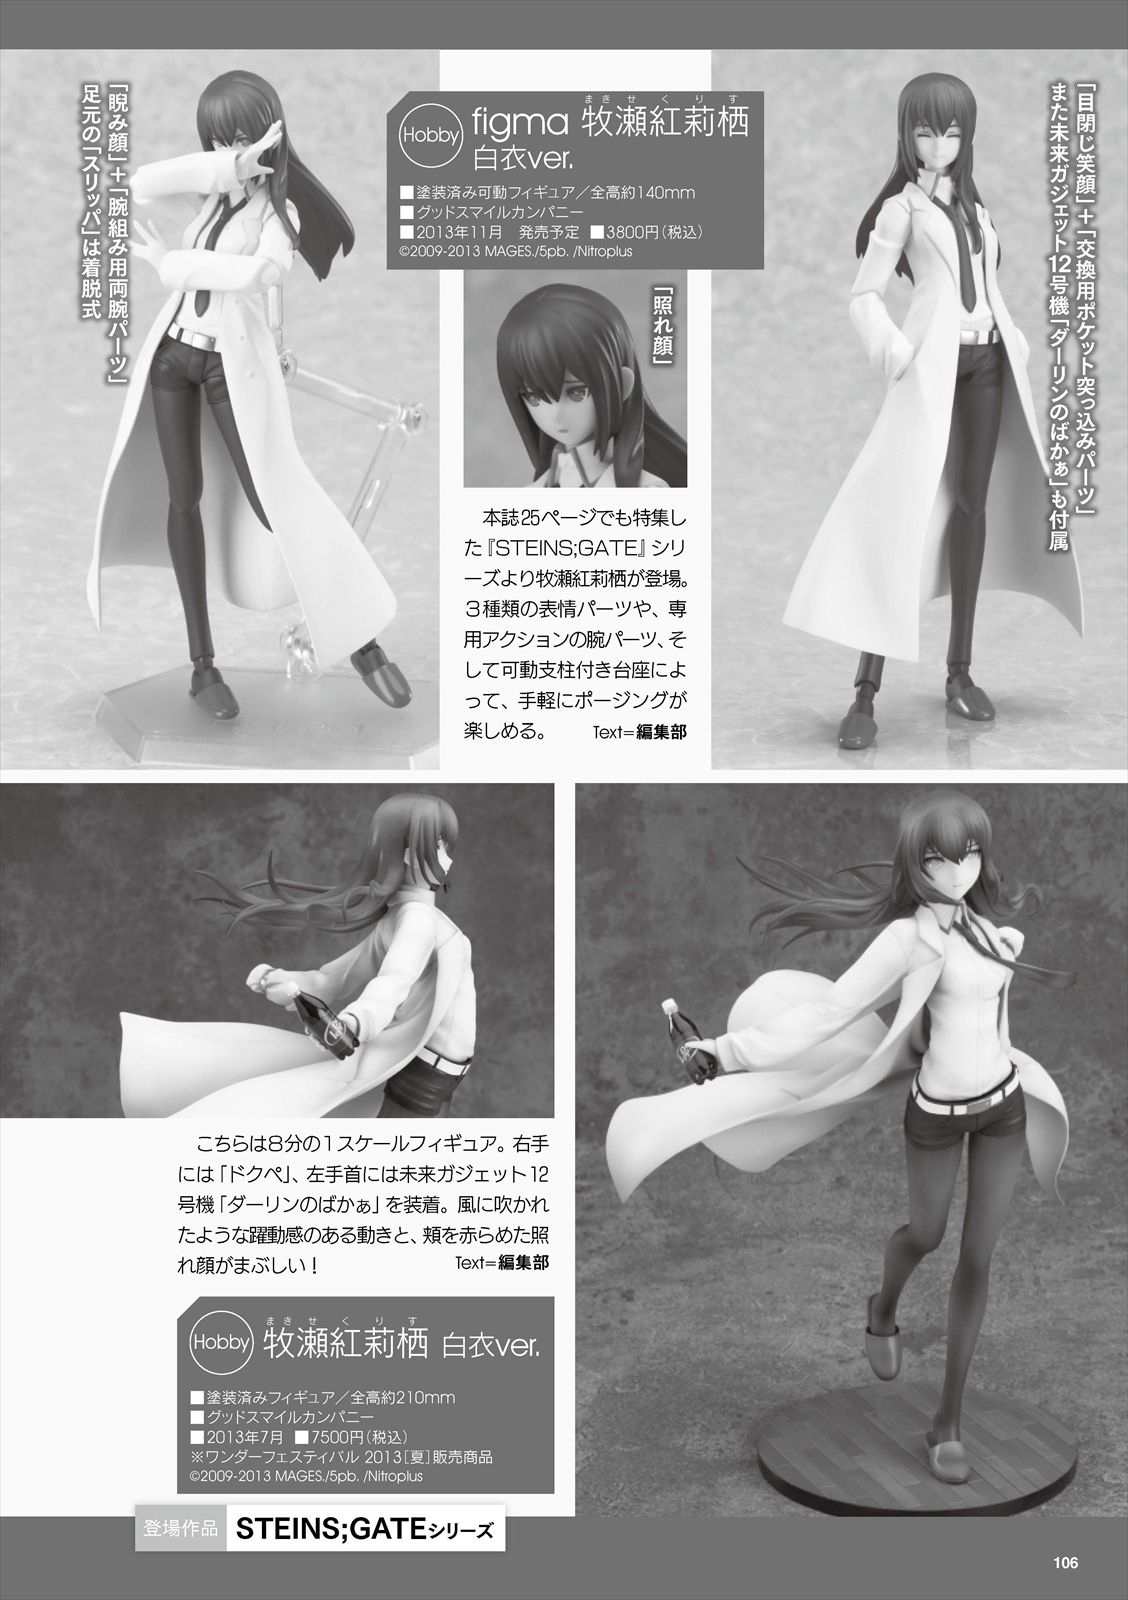 「目閉じ笑顔」＋「交換用ポケット突っ込みパーツ」
また未来ガジェット12号機「ダーリンのばかぁ」も付属
まきせくりす
Hobby figma 牧瀬紅莉栖
白衣ver.
■塗装済み可動フィギュア／全高約140mm
■グッドスマイルカンパニー
■2013年11月　発売予定　■3800円（税込）
©2009-2013 MAGES./5pb. /Nitroplus
「睨み顔」＋「腕組み用両腕パーツ」
足元の「スリッパ」は着脱式
「照れ顔」
本誌25ページでも特集し
た『STEINS;GATE』シリ
ーズより牧瀬紅莉栖が登場。
３種類の表情パーツや、専
用アクションの腕パーツ、そ
して可動支柱付き台座によ
って、手軽にポージングが
楽しめる。　Text=編集部
こちらは８分の１スケールフィギュア。右手
には「ドクペ」、左手首には未来ガジェット12
号機「ダーリンのばかぁ」を装着。風に吹かれ
たような躍動感のある動きと、頬を赤らめた照
れ顔がまぶしい！　Text=編集部
まきせくりす
Hobby 牧瀬紅莉栖 白衣ver.
■塗装済みフィギュア／全高約210mm
■グッドスマイルカンパニー
■2013年7月　■7500円（税込）
※ワンダーフェスティバル 2013［夏］販売商品
©2009-2013 MAGES./5pb. /Nitroplus
登場作品 STEINS;GATEシリーズ
106